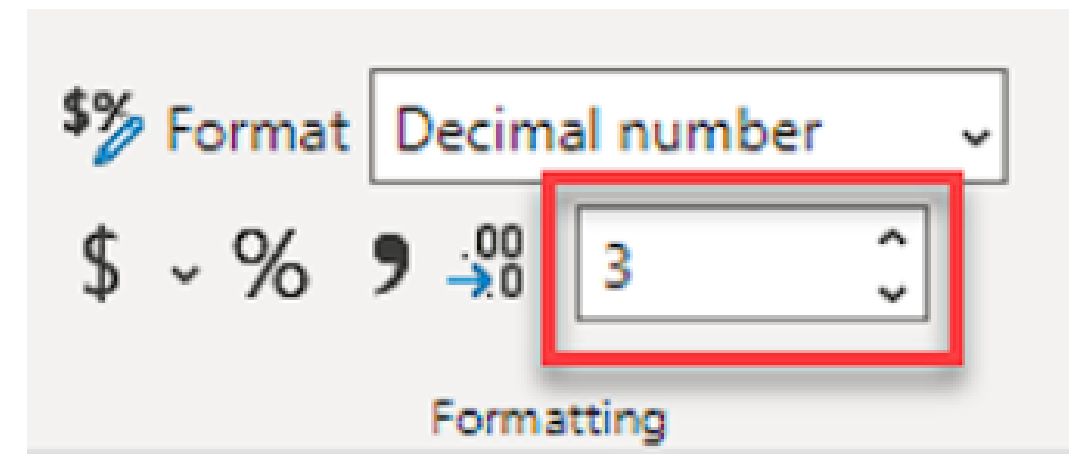 $% Format Decimal number
$ % , .00 .0 3
Formatting